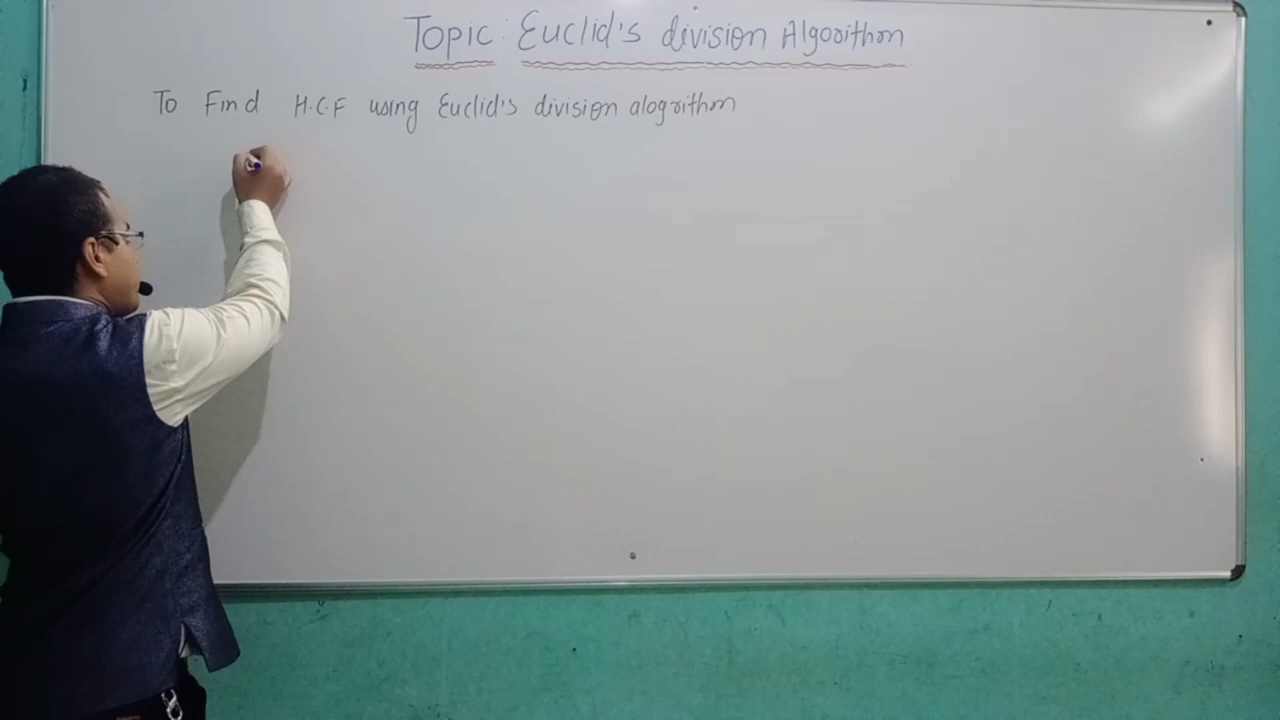 Topic: Euclid's division Algorithm
To Find H.C.F using Euclid's division alogrithm